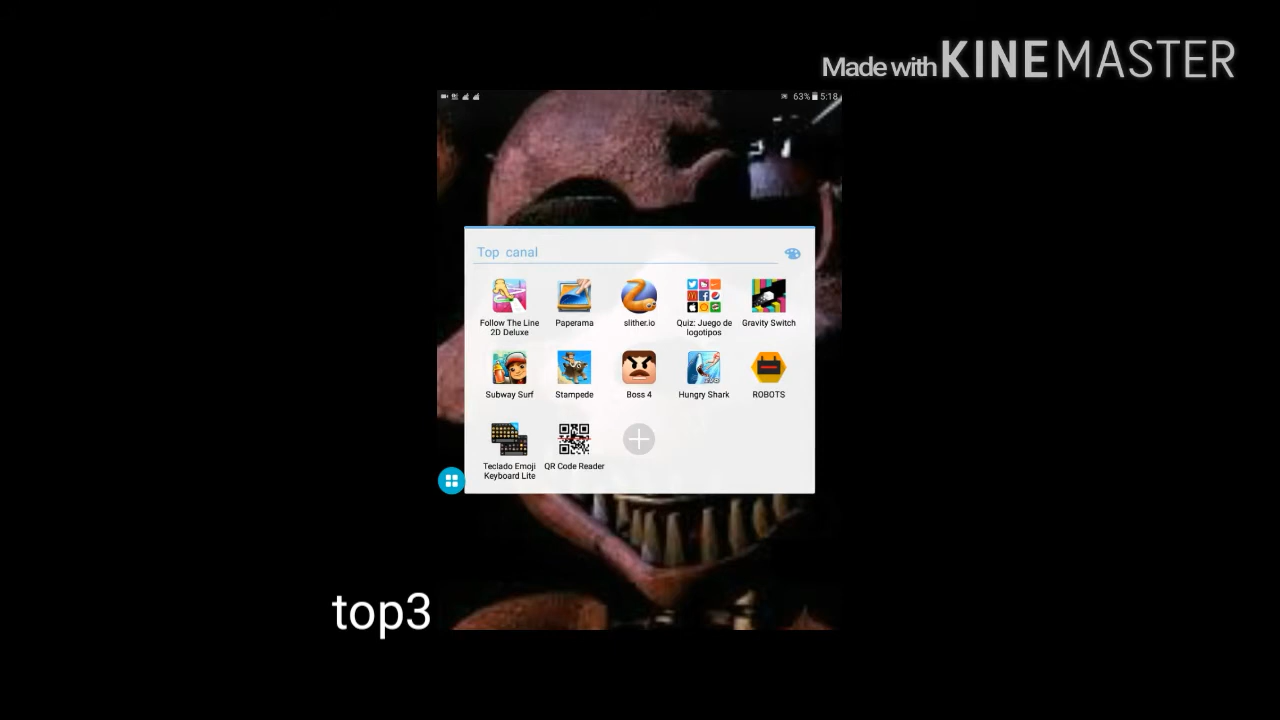 Made with KINEMASTER
63% 5:18
Top canal
Follow The Line
2D Deluxe
Paperama
slither.io
Quiz: Juego de
logotipos
Gravity Switch
Subway Surf
Stampede
Boss 4
Hungry Shark
ROBOTS
Teclado Emoji
Keyboard Lite
QR Code Reader
top3